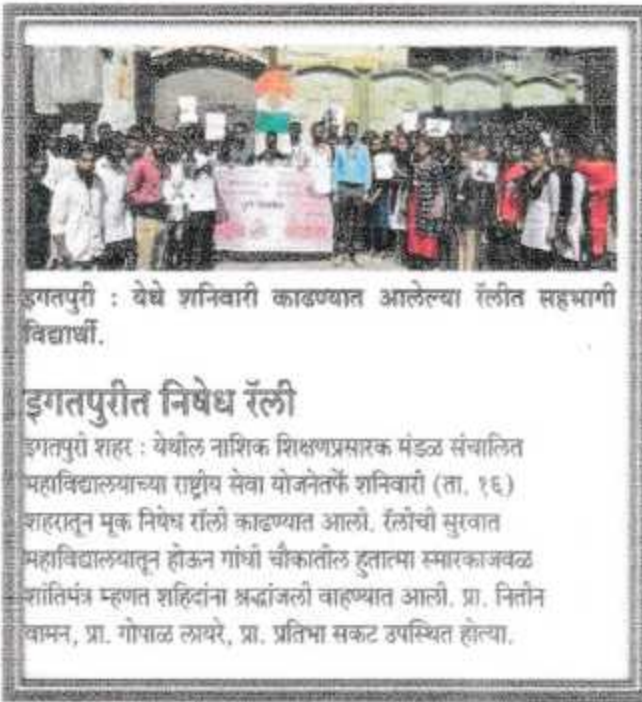 इगतपुरी : येथे शनिवारी काढण्यात आलेल्या रॅलीत सहभागी
विद्यार्थी.
इगतपुरीत निषेध रॅली
इगतपुरी शहर : येथील नाशिक शिक्षणप्रसारक मंडळ संचालित
महाविद्यालयाच्या राष्ट्रीय सेवा योजनेतर्फे शनिवारी (ता. १६)
शहरातून मूक निषेध रॅली काढण्यात आली. रॅलीची सुरवात
महाविद्यालयातून होऊन गांधी चौकातील हुतात्मा स्मारकाजवळ
शांतिमंत्र म्हणत शहिदांना श्रद्धांजली वाहण्यात आली. प्रा. नितीन
वामन, प्रा. गोपाळ लायरे, प्रा. प्रतिभा सकट उपस्थित होत्या.